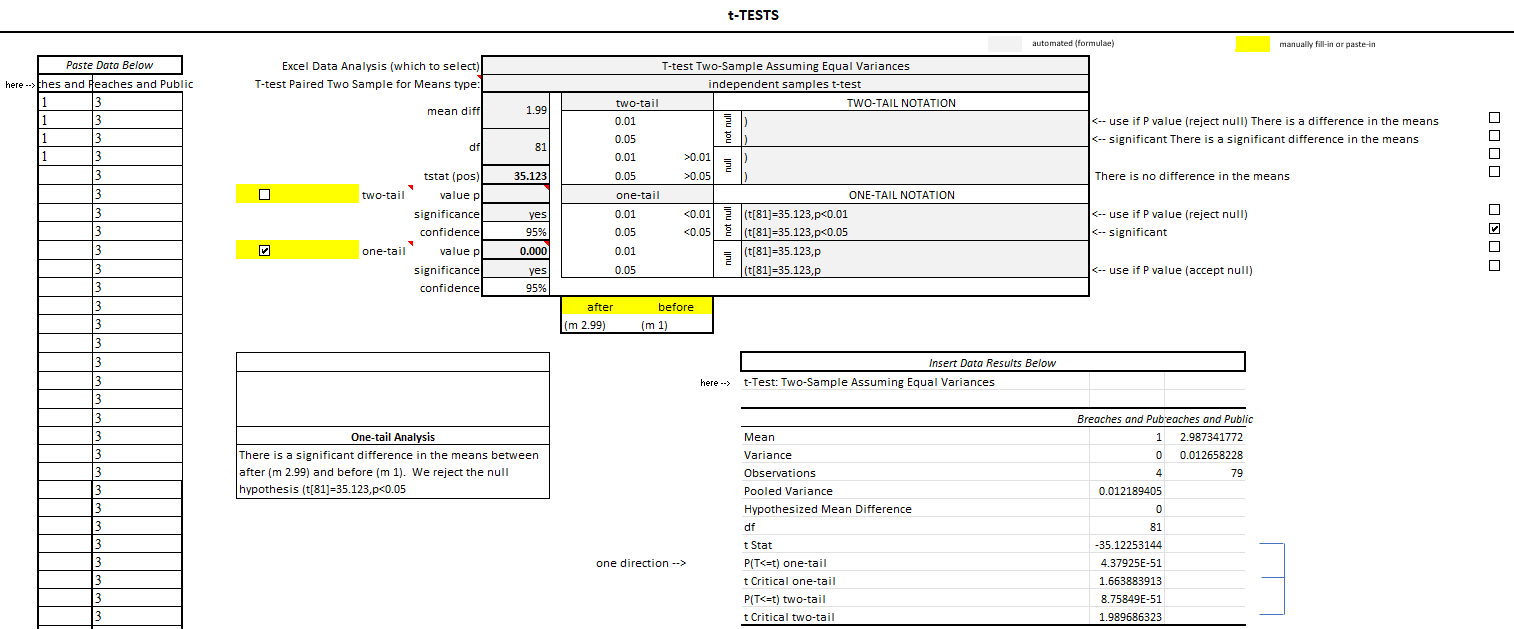 t-TESTS
automated (formulae) manually fill-in or paste-in
Paste Data Below
Excel Data Analysis (which to select) T-test Two-Sample Assuming Equal Variances
here --> ches and Reaches and Public
T-test Paired Two Sample for Means type: independent samples t-test
1 3
mean diff 1.99
two-tail TWO-TAIL NOTATION
1 3
0.01 not null ) <-- use if P value (reject null) There is a difference in the means
1 3
0.05 ) <-- significant There is a significant difference in the means
df 81
1 3
0.01 >0.01 null )
3
tstat (pos) 35.123 0.05 >0.05 ) There is no difference in the means
3
two-tail value p one-tail ONE-TAIL NOTATION
3
significance yes 0.01 <0.01 not null (t[81]=35.123,p<0.01 <-- use if P value (reject null)
3
confidence 95% 0.05 <0.05 (t[81]=35.123,p<0.05 <-- significant
3
one-tail value p 0.000 0.01 null (t[81]=35.123,p
3
significance yes 0.05 (t[81]=35.123,p <-- use if P value (accept null)
3
confidence 95%
3
after before
3
(m 2.99) (m 1)
3
3
Insert Data Results Below
3
here --> t-Test: Two-Sample Assuming Equal Variances
3
3
Breaches and Pub reaches and Public
3
One-tail Analysis
Mean 1 2.987341772
3
There is a significant difference in the means between
Variance 0 0.012658228
3
after (m 2.99) and before (m 1). We reject the null
Observations 4 79
3
hypothesis (t[81]=35.123,p<0.05
Pooled Variance 0.012189405
3
Hypothesized Mean Difference 0
3
df 81
3
t Stat -35.12253144
3
one direction --> P(T<=t) one-tail 4.37925E-51
3
t Critical one-tail 1.663883913
3
P(T<=t) two-tail 8.75849E-51
3
t Critical two-tail 1.989686323